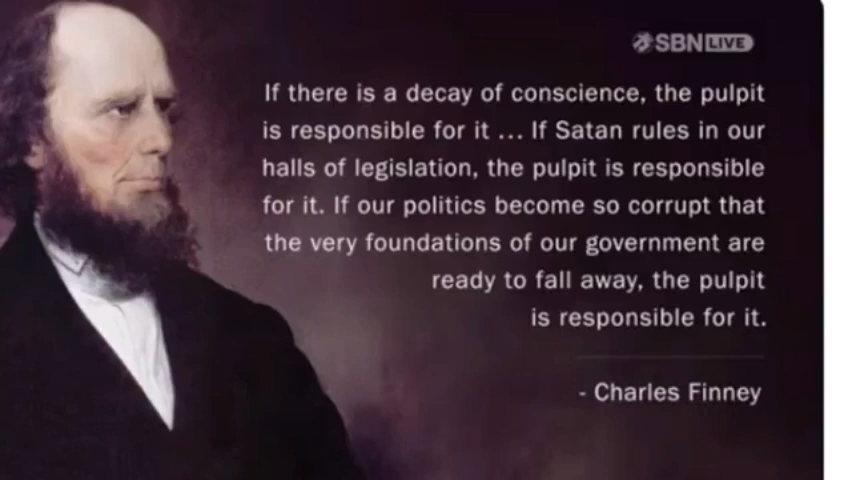 SBN LIVE
If there is a decay of conscience, the pulpit
is responsible for it ... If Satan rules in our
halls of legislation, the pulpit is responsible
for it. If our politics become so corrupt that
the very foundations of our government are
ready to fall away, the pulpit
is responsible for it.
- Charles Finney